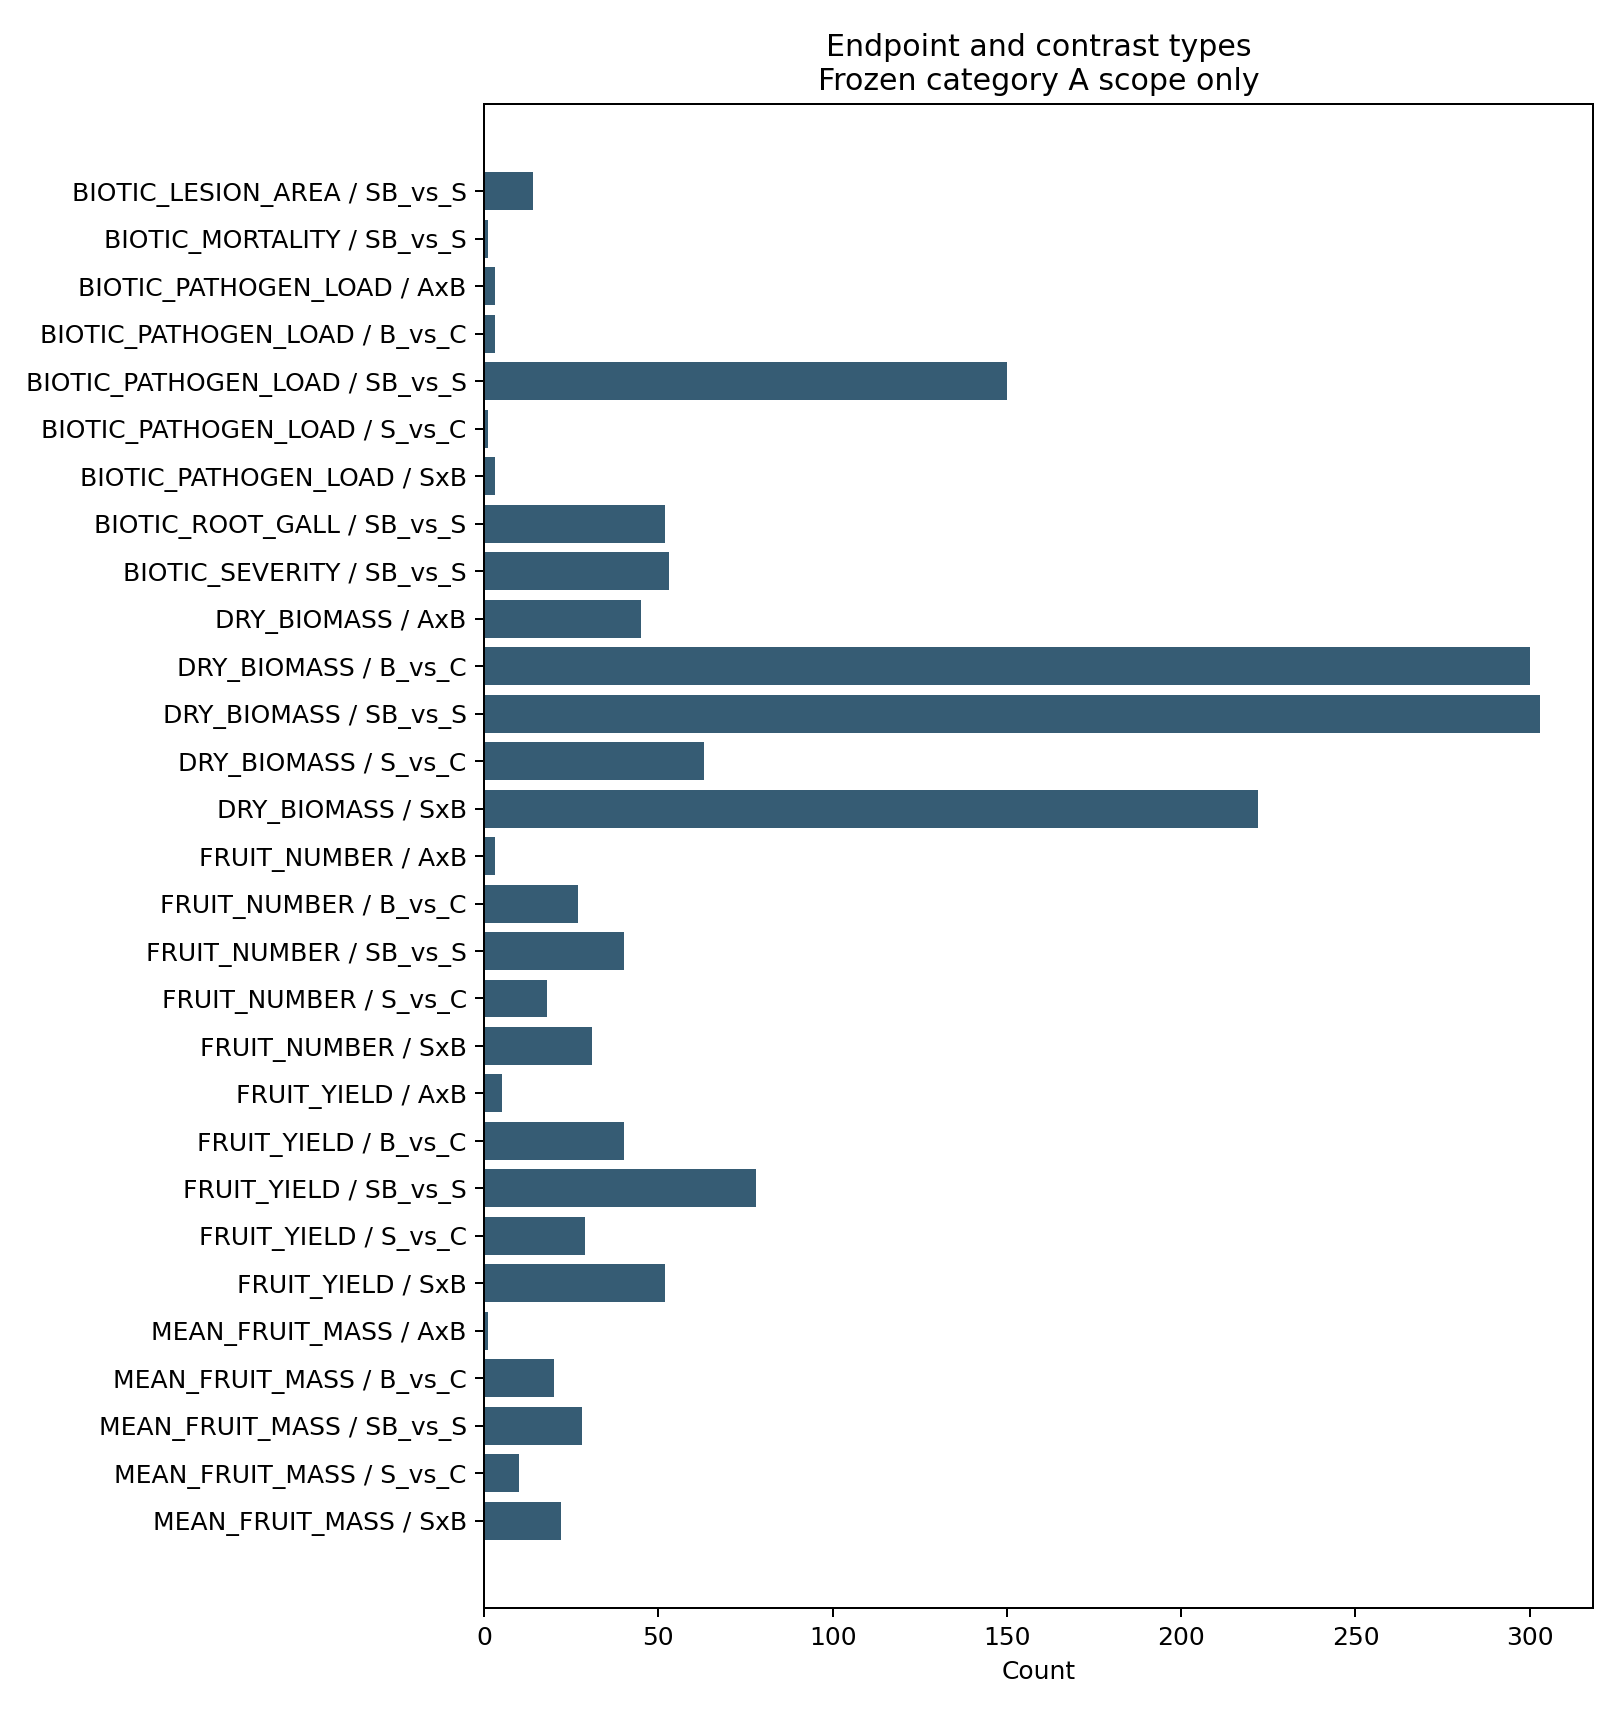 Endpoint and contrast types
Frozen category A scope only
BIOTIC_LESION_AREA / SB_vs_S
BIOTIC_MORTALITY / SB_vs_S
BIOTIC_PATHOGEN_LOAD / AxB
BIOTIC_PATHOGEN_LOAD / B_vs_C
BIOTIC_PATHOGEN_LOAD / SB_vs_S
BIOTIC_PATHOGEN_LOAD / S_vs_C
BIOTIC_PATHOGEN_LOAD / SxB
BIOTIC_ROOT_GALL / SB_vs_S
BIOTIC_SEVERITY / SB_vs_S
DRY_BIOMASS / AxB
DRY_BIOMASS / B_vs_C
DRY_BIOMASS / SB_vs_S
DRY_BIOMASS / S_vs_C
DRY_BIOMASS / SxB
FRUIT_NUMBER / AxB
FRUIT_NUMBER / B_vs_C
FRUIT_NUMBER / SB_vs_S
FRUIT_NUMBER / S_vs_C
FRUIT_NUMBER / SxB
FRUIT_YIELD / AxB
FRUIT_YIELD / B_vs_C
FRUIT_YIELD / SB_vs_S
FRUIT_YIELD / S_vs_C
FRUIT_YIELD / SxB
MEAN_FRUIT_MASS / AxB
MEAN_FRUIT_MASS / B_vs_C
MEAN_FRUIT_MASS / SB_vs_S
MEAN_FRUIT_MASS / S_vs_C
MEAN_FRUIT_MASS / SxB
0 50 100 150 200 250 300
Count